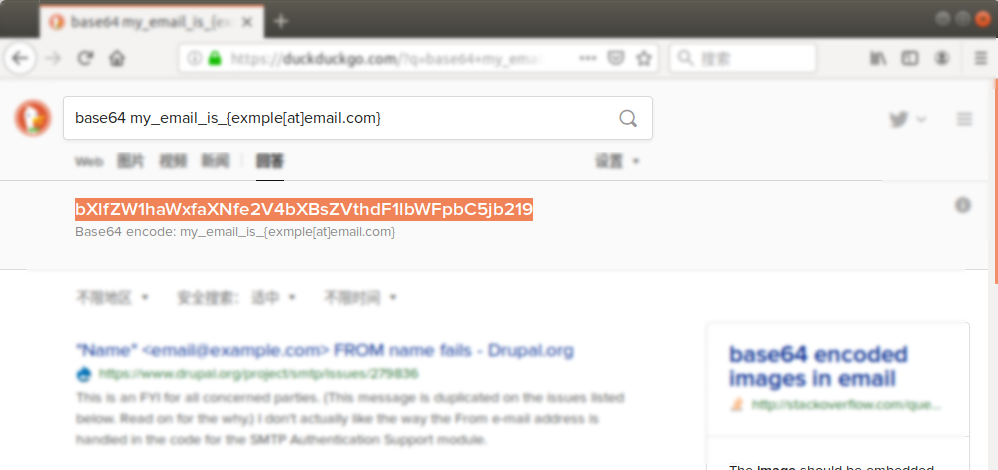 base64 my_email_is_{ex
https://duckduckgo.com/?q=base64+my_emai
搜索
base64 my_email_is_{exmple[at]email.com}
Web 图片 视频 新闻 回答 设置
bXlfZW1haWxfaXNfe2V4bXBsZVthdF1lbWFpbC5jb219
Base64 encode: my_email_is_{exmple[at]email.com}
不限地区 安全搜索： 适中 不限时间
"Name" <email@example.com> FROM name fails - Drupal.org
https://www.drupal.org/project/smtp/issues/279836
This is an FYI for all concerned parties. (This message is duplicated on the issues listed
below. Read on for the why.) I don't actually like the way the From e-mail address is
handled in the code for the SMTP Authentication Support module.
base64 encoded
images in email
http://stackoverflow.com/que...
The image should be embedded